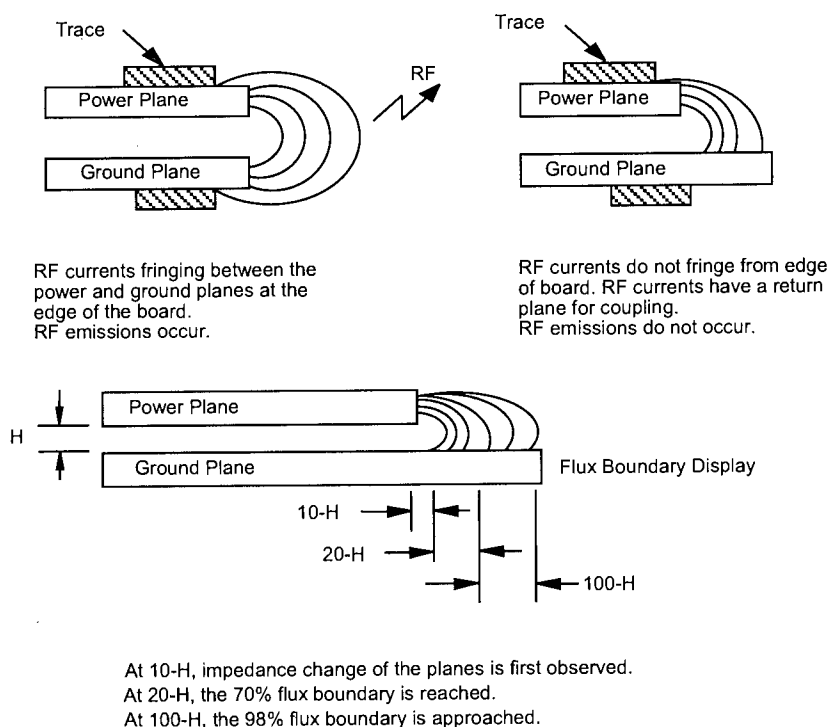 Trace
Power Plane
Ground Plane
RF
Trace
Power Plane
Ground Plane
RF currents fringing between the
power and ground planes at the
edge of the board.
RF emissions occur.
RF currents do not fringe from edge
of board. RF currents have a return
plane for coupling.
RF emissions do not occur.
H
Power Plane
Ground Plane
Flux Boundary Display
10-H
20-H
100-H
At 10-H, impedance change of the planes is first observed.
At 20-H, the 70% flux boundary is reached.
At 100-H, the 98% flux boundary is approached.